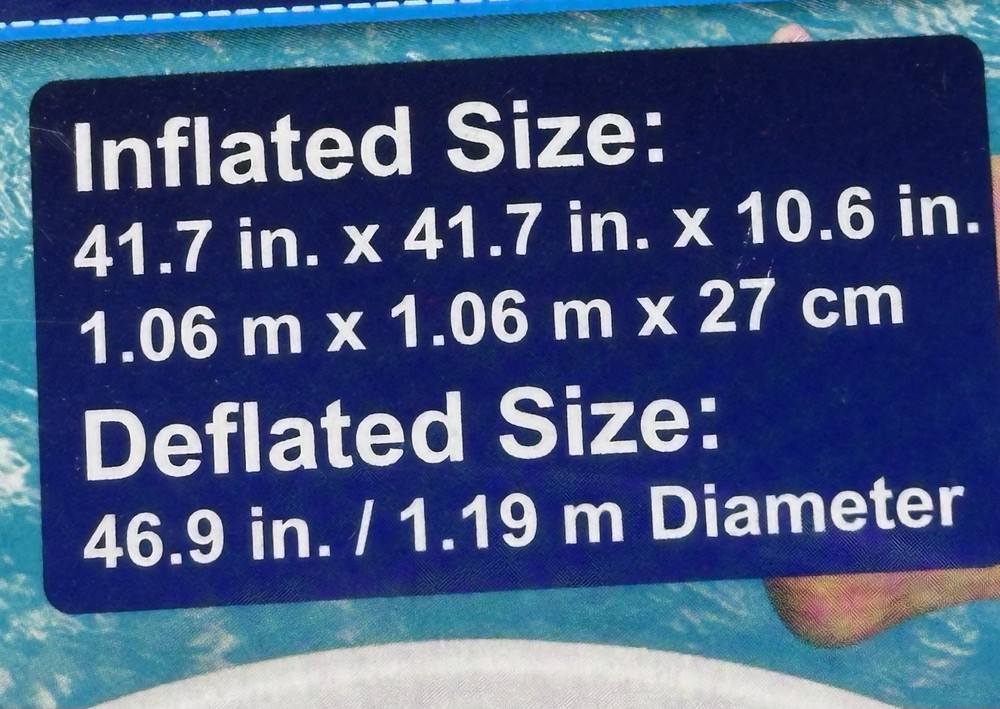 Inflated Size:
41.7 in. x 41.7 in. x 10.6 in.
1.06 m x 1.06 m x 27 cm
Deflated Size:
46.9 in. / 1.19 m Diameter